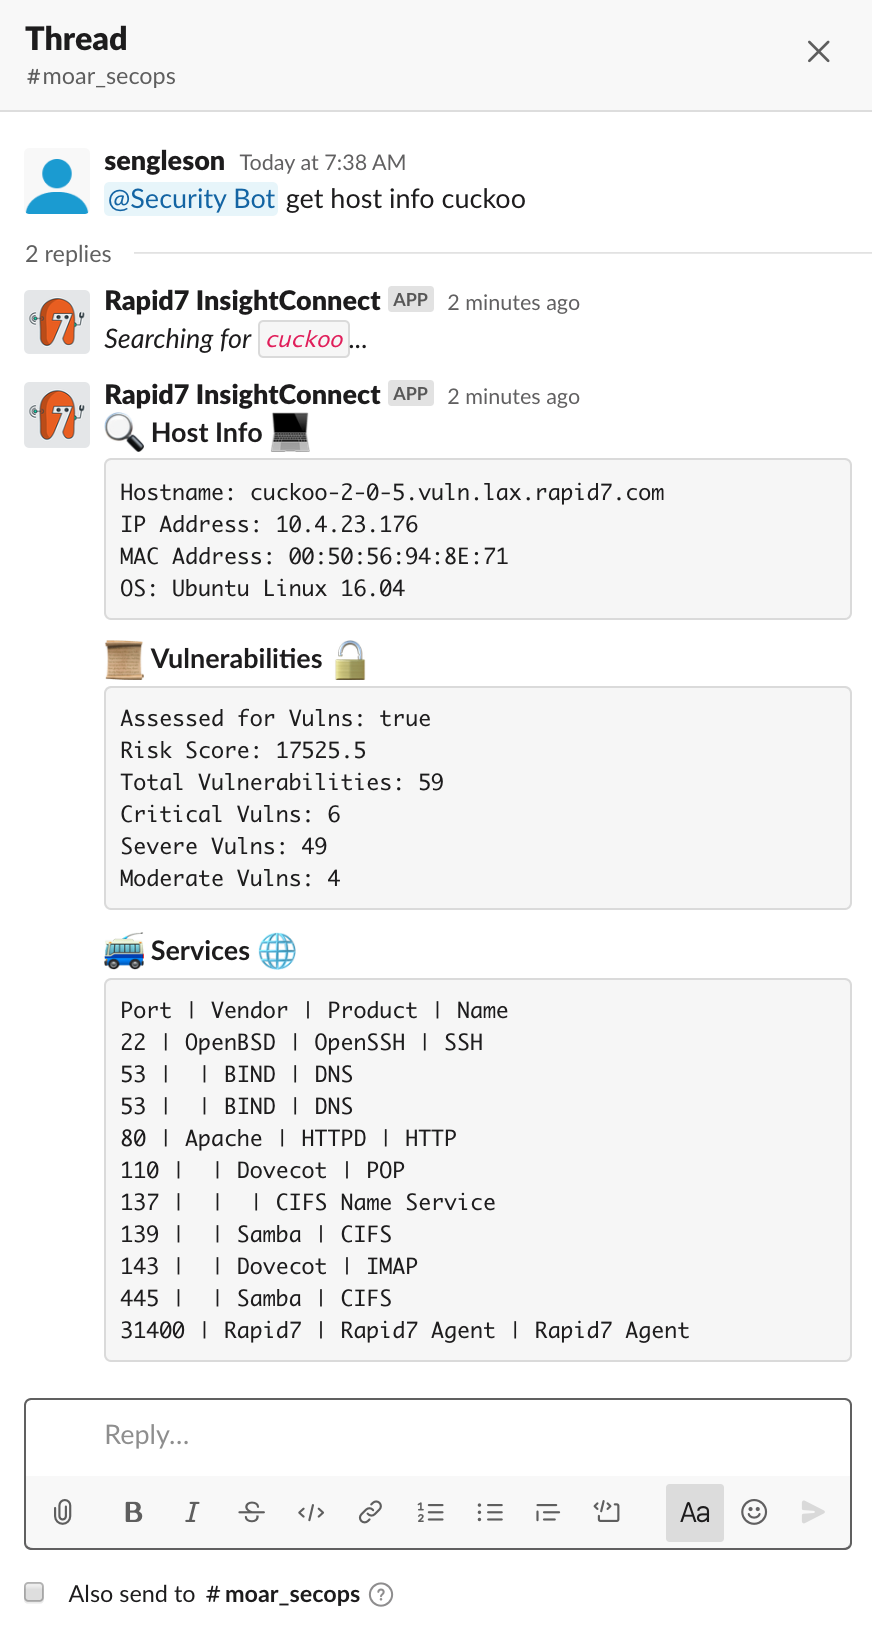 Thread
#moar_secops
sengleson Today at 7:38 AM
@Security Bot get host info cuckoo
2 replies
Rapid7 InsightConnect APP 2 minutes ago
Searching for cuckoo...
Rapid7 InsightConnect APP 2 minutes ago
Host Info
Hostname: cuckoo-2-0-5.vuln.lax.rapid7.com
IP Address: 10.4.23.176
MAC Address: 00:50:56:94:8E:71
OS: Ubuntu Linux 16.04
Vulnerabilities
Assessed for Vulns: true
Risk Score: 17525.5
Total Vulnerabilities: 59
Critical Vulns: 6
Severe Vulns: 49
Moderate Vulns: 4
Services
Port | Vendor | Product | Name
22 | OpenBSD | OpenSSH | SSH
53 |  | BIND | DNS
53 |  | BIND | DNS
80 | Apache | HTTPD | HTTP
110 |  | Dovecot | POP
137 |  |  | CIFS Name Service
139 |  | Samba | CIFS
143 |  | Dovecot | IMAP
445 |  | Samba | CIFS
31400 | Rapid7 | Rapid7 Agent | Rapid7 Agent
Reply...
B I S </> Aa
Also send to # moar_secops ?